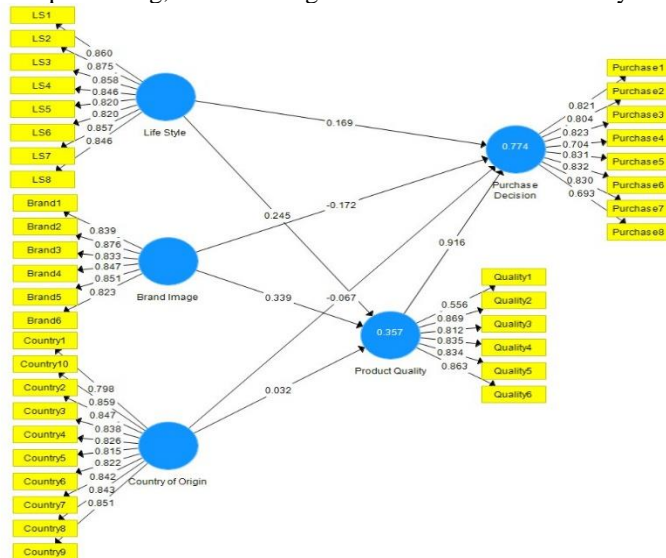 LS1
LS2
LS3
LS4
LS5
LS6
LS7
LS8
0.860
0.875
0.858
0.846
0.820
0.820
0.857
0.846
Life Style
Brand1
Brand2
Brand3
Brand4
Brand5
Brand6
0.839
0.876
0.833
0.847
0.851
0.823
Brand Image
Country1
Country10
Country2
Country3
Country4
Country5
Country6
Country7
Country8
Country9
0.798
0.859
0.847
0.838
0.826
0.815
0.822
0.842
0.843
0.851
Country of Origin
0.169
-0.172
0.245
-0.067
0.339
0.032
0.916
0.774
Purchase
Decision
0.821
0.804
0.823
0.704
0.831
0.832
0.830
0.693
Purchase1
Purchase2
Purchase3
Purchase4
Purchase5
Purchase6
Purchase7
Purchase8
0.357
Product Quality
0.556
0.869
0.812
0.835
0.834
0.863
Quality1
Quality2
Quality3
Quality4
Quality5
Quality6